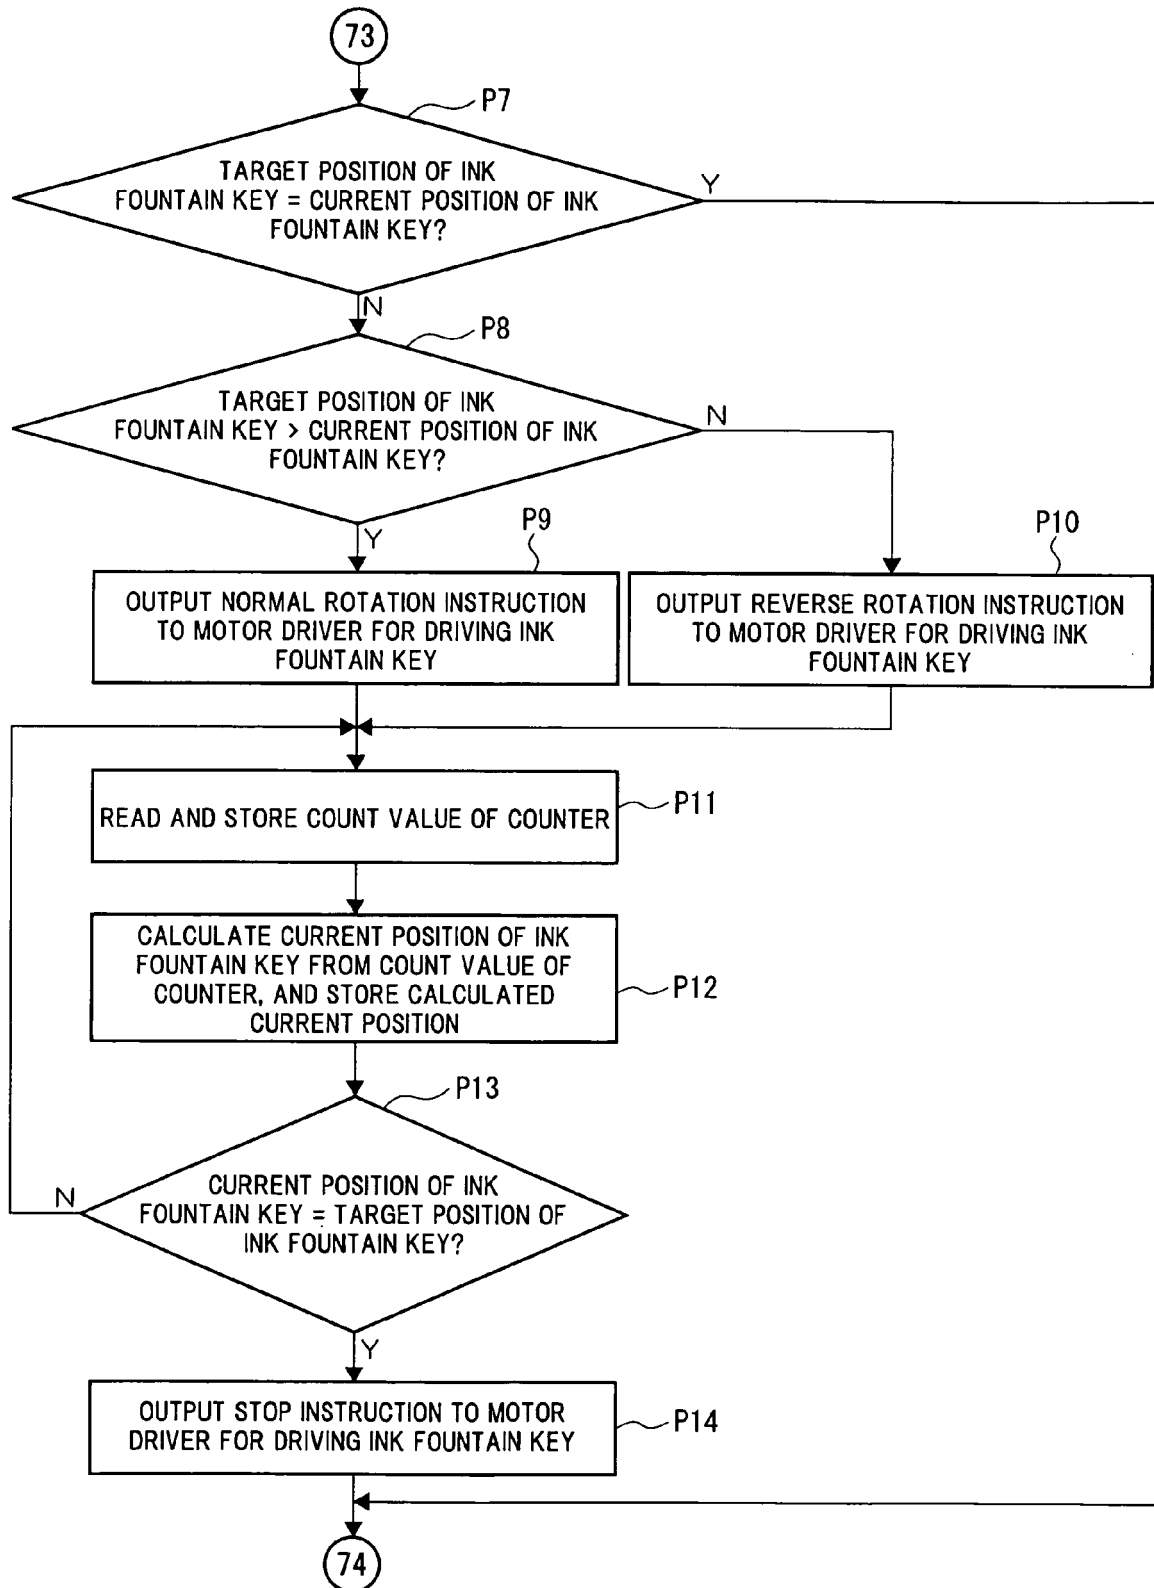 73
P7
TARGET POSITION OF INK
FOUNTAIN KEY = CURRENT POSITION OF INK
FOUNTAIN KEY?
Y
N
P8
TARGET POSITION OF INK
FOUNTAIN KEY > CURRENT POSITION OF INK
FOUNTAIN KEY?
N
Y
P9
P10
OUTPUT NORMAL ROTATION INSTRUCTION
TO MOTOR DRIVER FOR DRIVING INK
FOUNTAIN KEY
OUTPUT REVERSE ROTATION INSTRUCTION
TO MOTOR DRIVER FOR DRIVING INK
FOUNTAIN KEY
READ AND STORE COUNT VALUE OF COUNTER
P11
CALCULATE CURRENT POSITION OF INK
FOUNTAIN KEY FROM COUNT VALUE OF
COUNTER, AND STORE CALCULATED
CURRENT POSITION
P12
P13
CURRENT POSITION OF INK
FOUNTAIN KEY = TARGET POSITION OF
INK FOUNTAIN KEY?
N
Y
OUTPUT STOP INSTRUCTION TO MOTOR
DRIVER FOR DRIVING INK FOUNTAIN KEY
P14
74